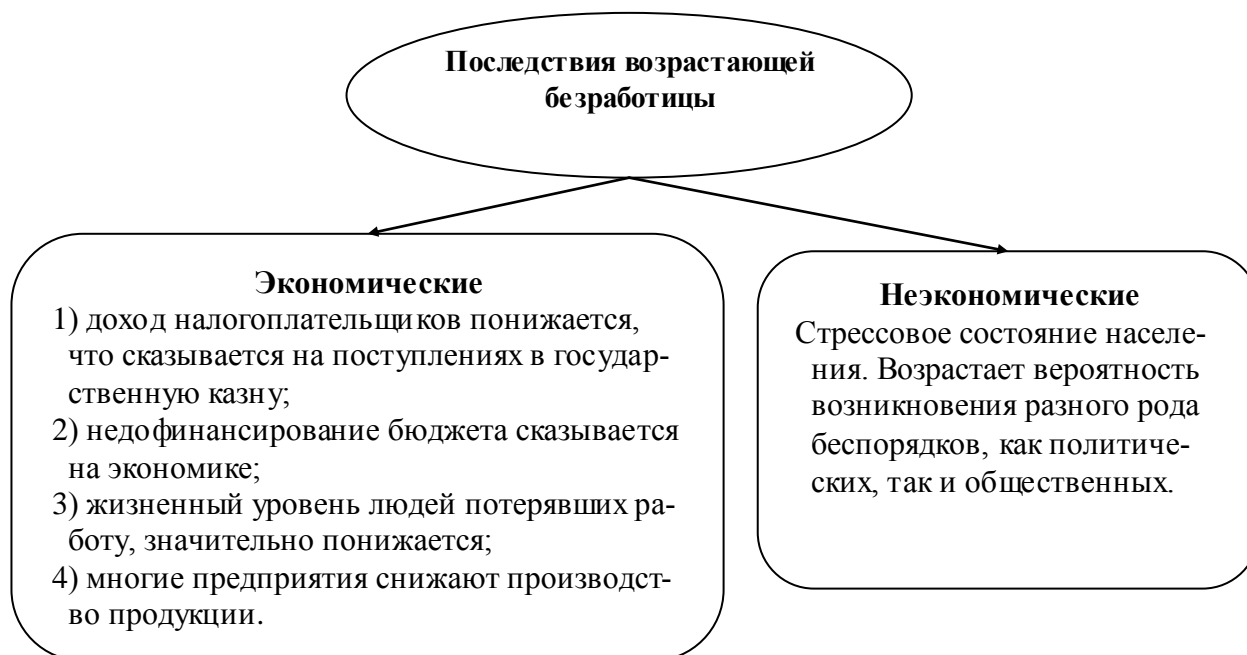 Последствия возрастающей
безработицы
Экономические
1) доход налогоплательщиков понижается,
что сказывается на поступлениях в государ-
ственную казну;
2) недофинансирование бюджета сказывается
на экономике;
3) жизненный уровень людей потерявших ра-
боту, значительно понижается;
4) многие предприятия снижают производст-
во продукции.
Неэкономические
Стрессовое состояние населе-
ния. Возрастает вероятность
возникновения разного рода
беспорядков, как политиче-
ских, так и общественных.